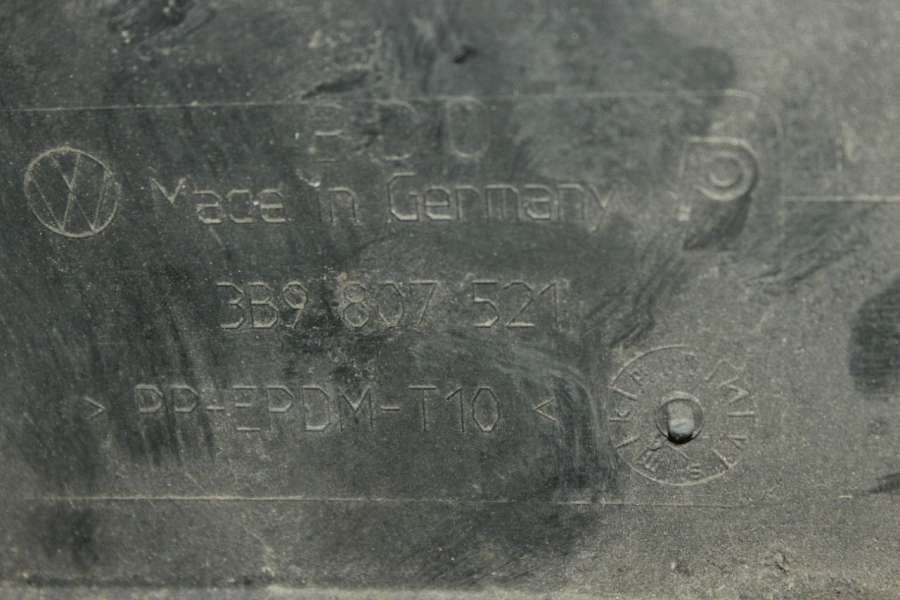 Made in Germany
3B9 807 521
> PP-EPDM-T10 <